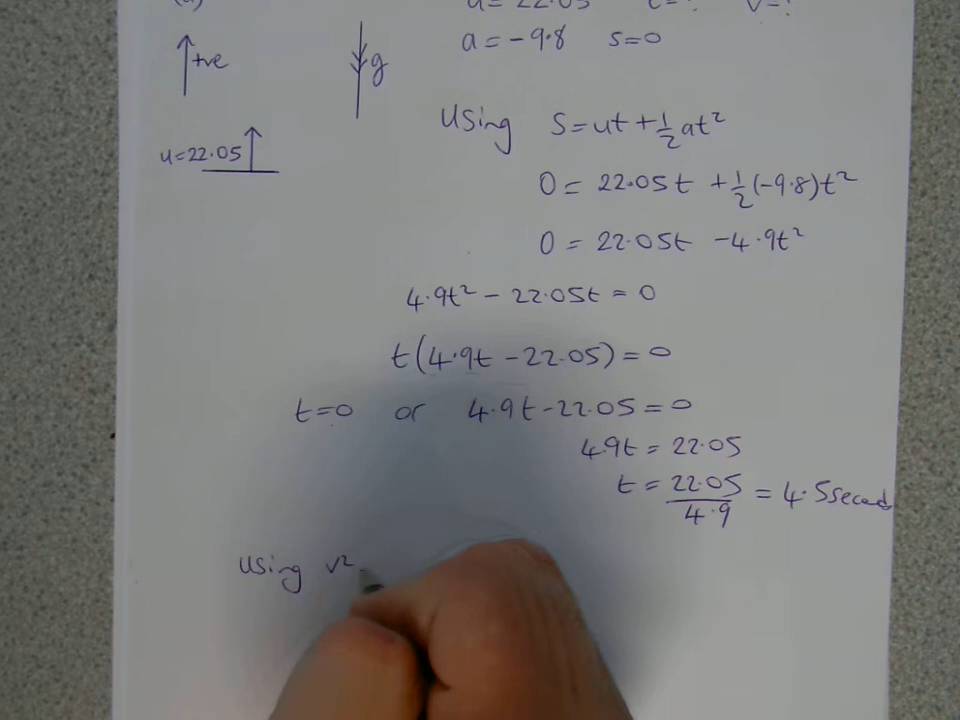 (a) u = 22.05 t = ? v = ?
+ve g a = -9.8 s = 0
Using s = ut + ½at²
u = 22.05
0 = 22.05t + ½(-9.8)t²
0 = 22.05t - 4.9t²
4.9t² - 22.05t = 0
t(4.9t - 22.05) = 0
t = 0 or 4.9t - 22.05 = 0
4.9t = 22.05
t = 22.05/4.9 = 4.5 seconds
Using v²